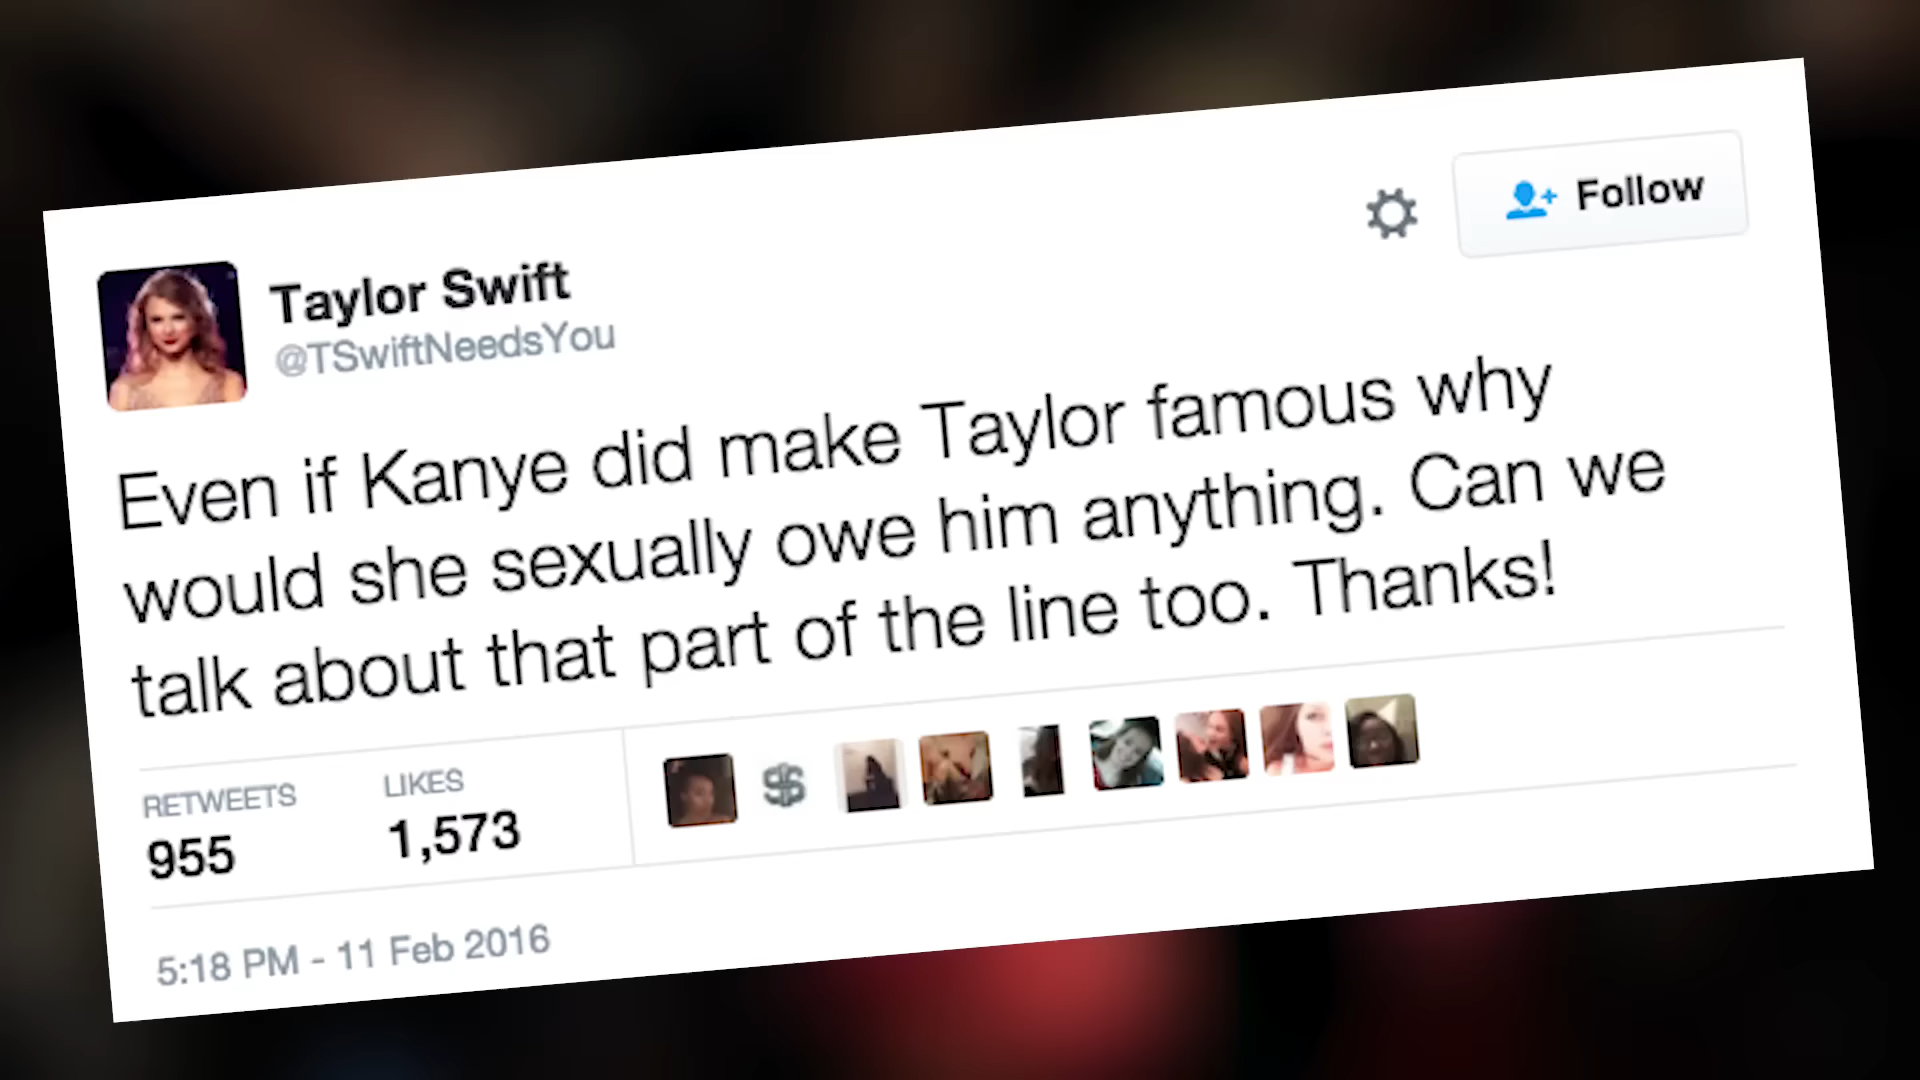 Taylor Swift
@TSwiftNeedsYou
Follow
Even if Kanye did make Taylor famous why
would she sexually owe him anything. Can we
talk about that part of the line too. Thanks!
RETWEETS
955
LIKES
1,573
5:18 PM - 11 Feb 2016